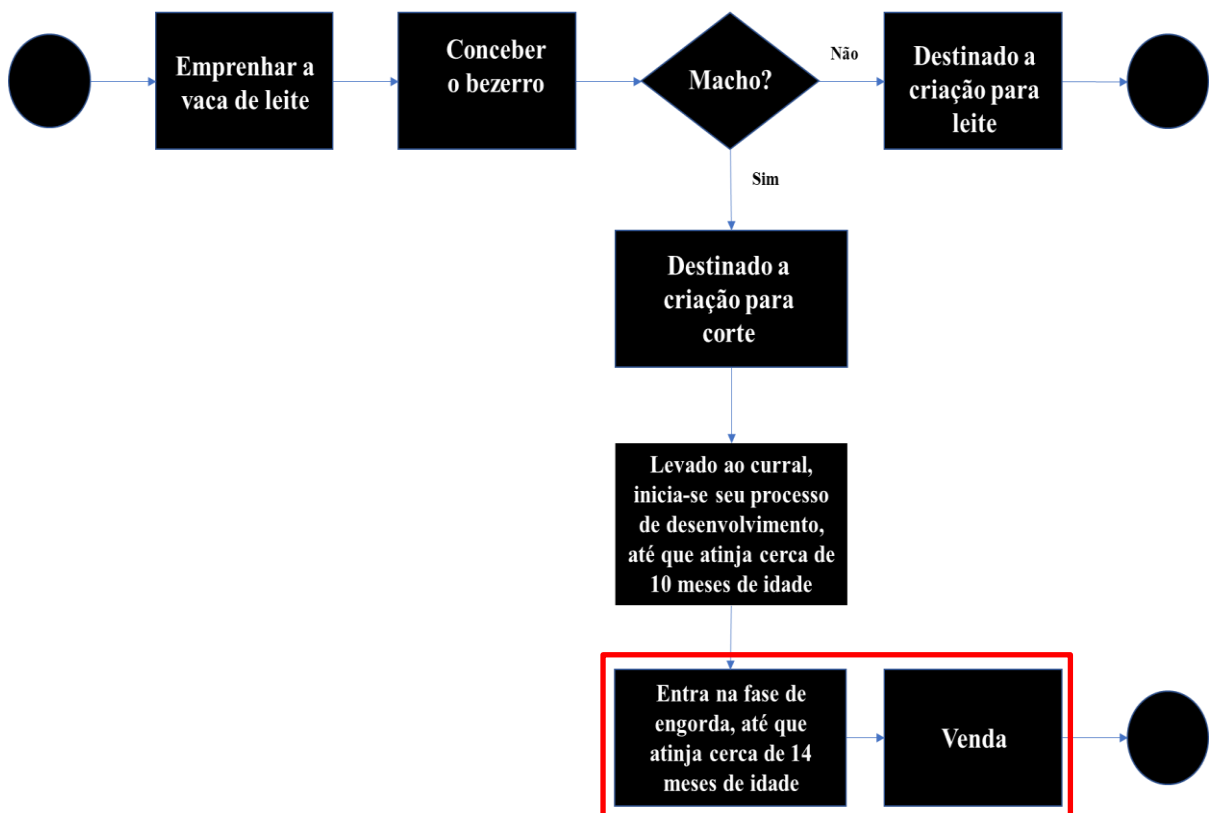 Emprenhar a
vaca de leite
Conceber
o bezerro
Macho?
Não
Destinado a
criação para
leite
Sim
Destinado a
criação para
corte
Levado ao curral,
inicia-se seu processo
de desenvolvimento,
até que atinja cerca de
10 meses de idade
Entra na fase de
engorda, até que
atinja cerca de 14
meses de idade
Venda